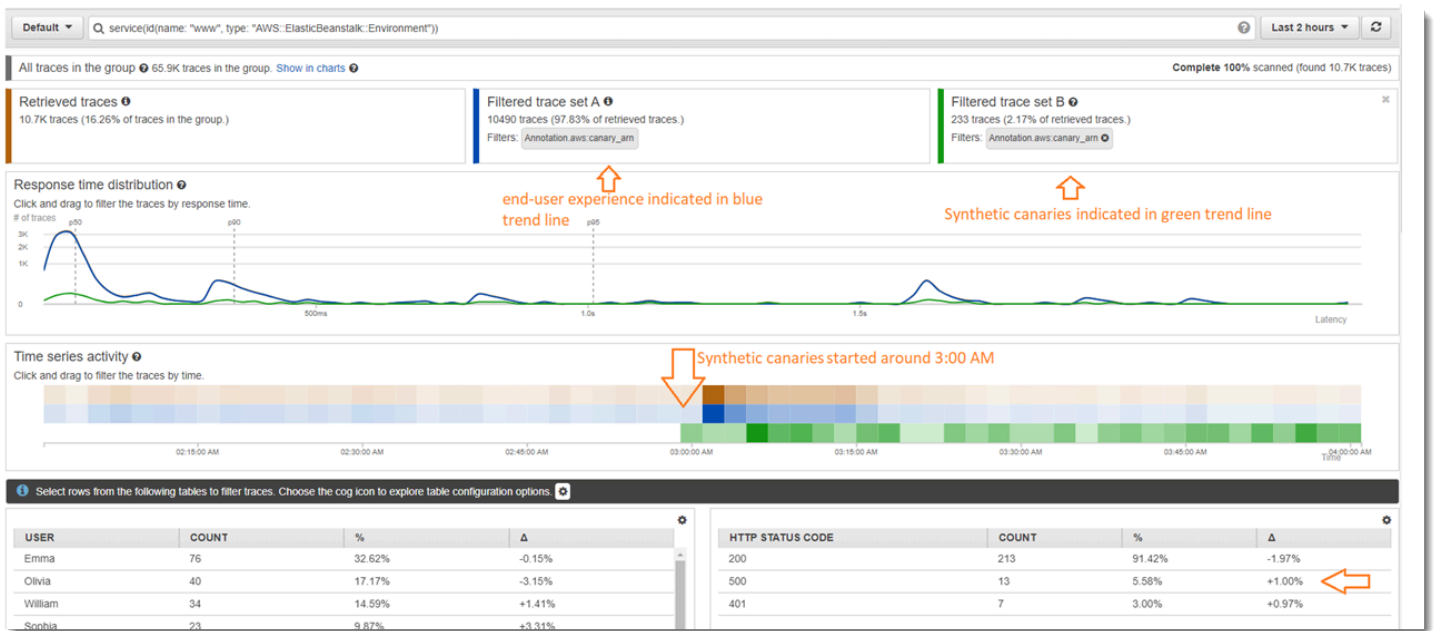 Default
service(id(name: "www", type: "AWS::ElasticBeanstalk::Environment"))
Last 2 hours
All traces in the group 65.9K traces in the group. Show in charts
Complete 100% scanned (found 10.7K traces)
Retrieved traces
10.7K traces (16.26% of traces in the group.)
Filtered trace set A
10490 traces (97.83% of retrieved traces.)
Filters: Annotation.aws:canary_arn
Filtered trace set B
233 traces (2.17% of retrieved traces.)
Filters: Annotation.aws:canary_arn
end-user experience indicated in blue
trend line
Synthetic canaries indicated in green trend line
Response time distribution
Click and drag to filter the traces by response time.
# of traces
p50
p90
p95
3K
2K
1K
0
500ms
1.0s
1.5s
Latency
Time series activity
Click and drag to filter the traces by time.
Synthetic canaries started around 3:00 AM
02:15:00 AM
02:30:00 AM
02:45:00 AM
03:00:00 AM
03:15:00 AM
03:30:00 AM
03:45:00 AM
04:00:00 AM
Time
Select rows from the following tables to filter traces. Choose the cog icon to explore table configuration options.
USER COUNT % Δ
Emma 76 32.62% -0.15%
Olivia 40 17.17% -3.15%
William 34 14.59% +1.41%
Sophia 23 9.87% +3.31%
HTTP STATUS CODE COUNT % Δ
200 213 91.42% -1.97%
500 13 5.58% +1.00%
401 7 3.00% +0.97%